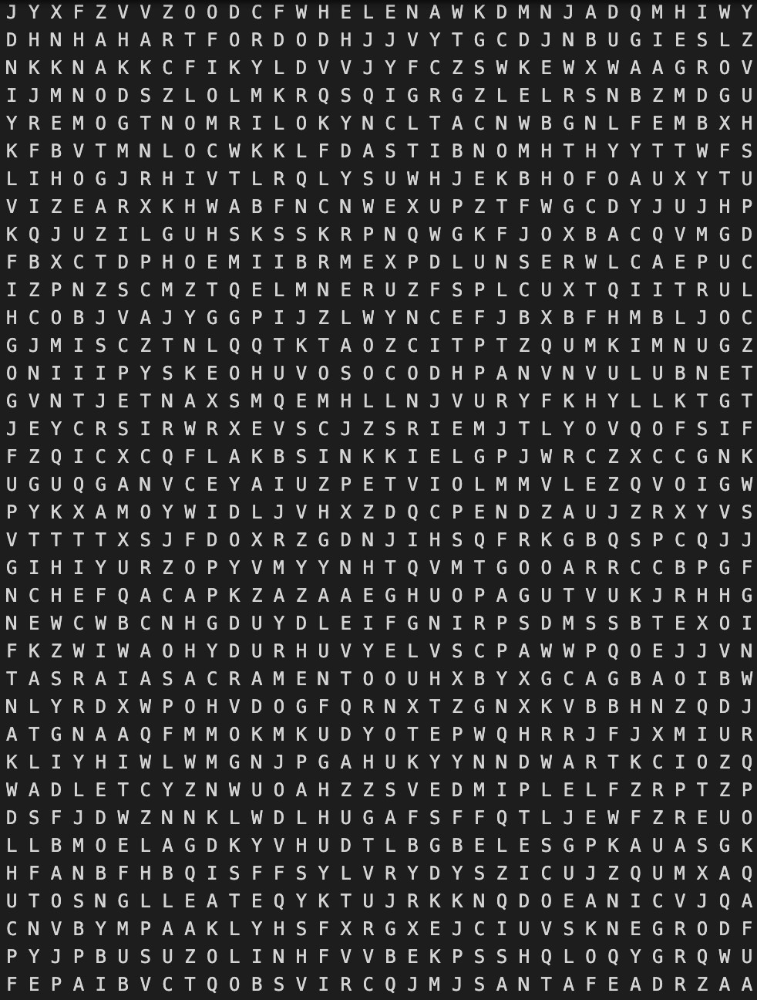 J Y X F Z V V Z O O D C F W H E L E N A W K D M N J A D Q M H I W Y
D H N H A H A R T F O R D O D H J J V Y T G C D J N B U G I E S L Z
N K K N A K K C F I K Y L D V V J Y F C Z S W K E W X W A A G R O V
I J M N O D S Z L O L M K R Q S Q I G R G Z L E L R S N B Z M D G U
Y R E M O G T N O M R I L O K Y N C L T A C N W B G N L F E M B X H
K F B V T M N L O C W K K L F D A S T I B N O M H T H Y Y T T W F S
L I H O G J R H I V T L R Q L Y S U W H J E K B H O F O A U X Y T U
V I Z E A R X K H W A B F N C N W E X U P Z T F W G C D Y J U J H P
K Q J U Z I L G U H S K S S K R P N Q W G K F J O X B A C Q V M G D
F B X C T D P H O E M I I B R M E X P D L U N S E R W L C A E P U C
I Z P N Z S C M Z T Q E L M N E R U Z F S P L C U X T Q I I T R U L
H C O B J V A J Y G G P I J Z L W Y N C E F J B X B F H M B L J O C
G J M I S C Z T N L Q Q T K T A O Z C I T P T Z Q U M K I M N U G Z
O N I I I P Y S K E O H U V O S O C O D H P A N V N V U L U B N E T
G V N T J E T N A X S M Q E M H L L N J V U R Y F K H Y L L K T G T
J E Y C R S I R W R X E V S C J Z S R I E M J T L Y O V Q O F S I F
F Z Q I C X C Q F L A K B S I N K K I E L G P J W R C Z X C C G N K
U G U Q G A N V C E Y A I U Z P E T V I O L M M V L E Z Q V O I G W
P Y K X A M O Y W I D L J V H X Z D Q C P E N D Z A U J Z R X Y V S
V T T T T X S J F D O X R Z G D N J I H S Q F R K G B Q S P C Q J J
G I H I Y U R Z O P Y V M Y Y N H T Q V M T G O O A R R C C B P G F
N C H E F Q A C A P K Z A Z A A E G H U O P A G U T V U K J R H H G
N E W C W B C N H G D U Y D L E I F G N I R P S D M S S B T E X O I
F K Z W I W A O H Y D U R H U V Y E L V S C P A W W P Q O E J J V N
T A S R A I A S A C R A M E N T O O U H X B Y X G C A G B A O I B W
N L Y R D X W P O H V D O G F Q R N X T Z G N X K V B B H N Z Q D J
A T G N A A Q F M M O K M K U D Y O T E P W Q H R R J F J X M I U R
K L I Y H I W L W M G N J P G A H U K Y Y N N D W A R T K C I O Z Q
W A D L E T C Y Z N W U O A H Z Z S V E D M I P L E L F Z R P T Z P
D S F J D W Z N N K L W D L H U G A F S F F Q T L J E W F Z R E U O
L L B M O E L A G D K Y V H U D T L B G B E L E S G P K A U A S G K
H F A N B F H B Q I S F F S Y L V R Y D Y S Z I C U J Z Q U M X A Q
U T O S N G L L E A T E Q Y K T U J R K K N Q D O E A N I C V J Q A
C N V B Y M P A A K L Y H S F X R G X E J C I U V S K N E G R O D F
P Y J P B U S U Z O L I N H F V V B E K P S S H Q L O Q Y G R Q W U
F E P A I B V C T Q O B S V I R C Q J M J S A N T A F E A D R Z A A